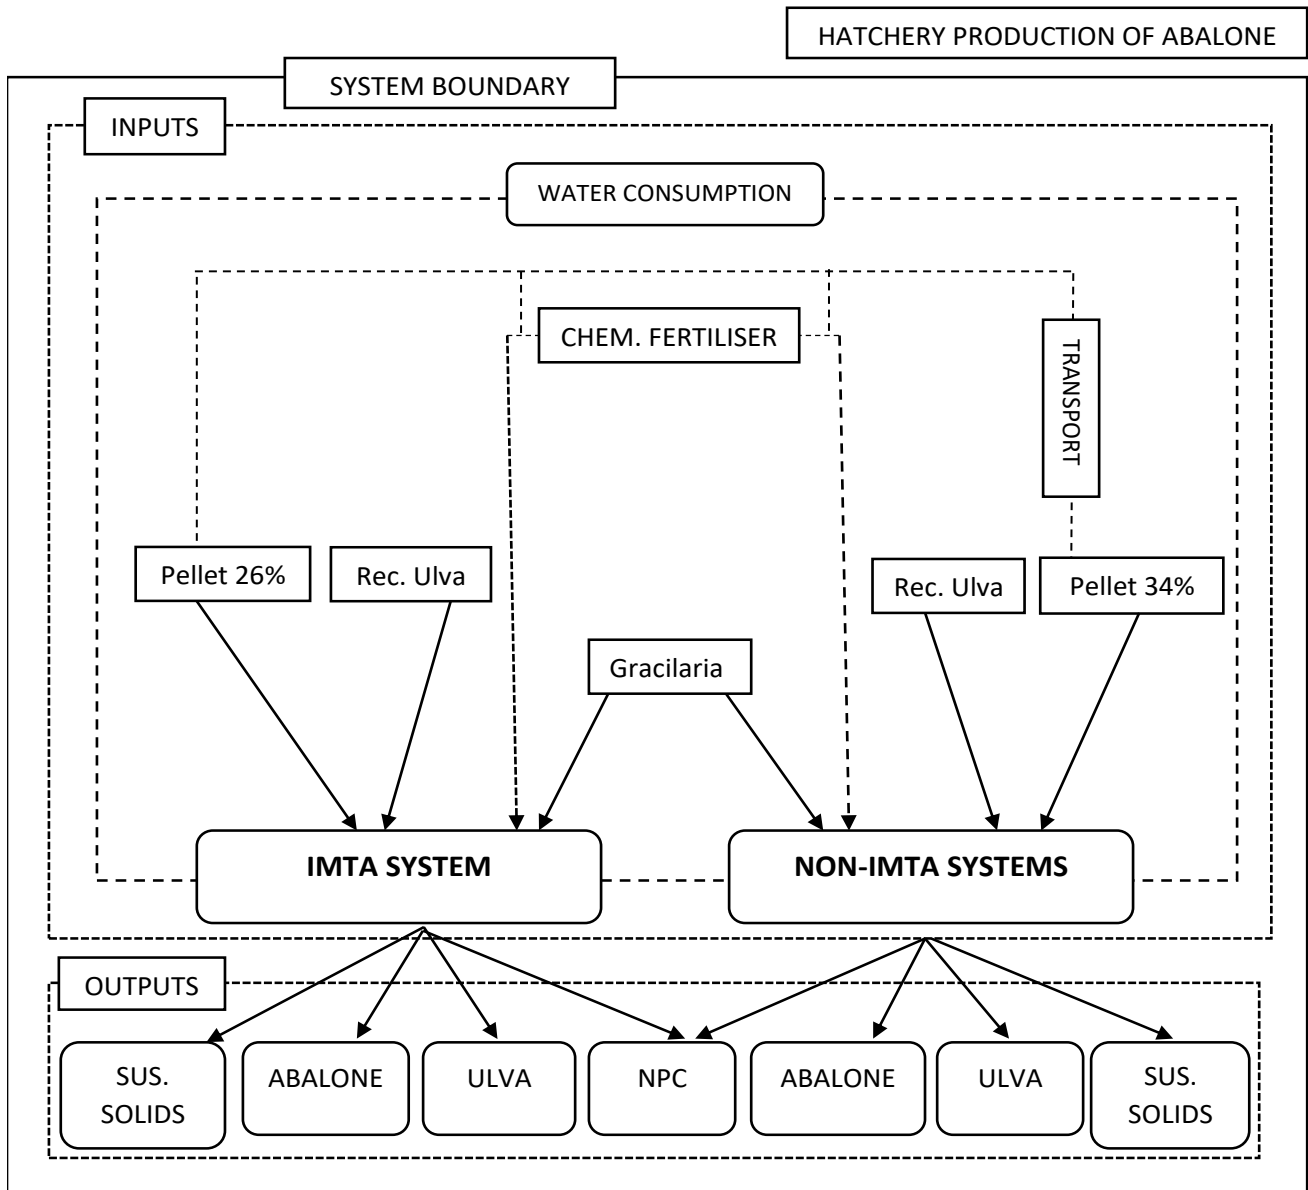 HATCHERY PRODUCTION OF ABALONE
SYSTEM BOUNDARY
INPUTS
WATER CONSUMPTION
CHEM. FERTILISER
TRANSPORT
Pellet 26%
Rec. Ulva
Rec. Ulva
Pellet 34%
Gracilaria
IMTA SYSTEM
NON-IMTA SYSTEMS
OUTPUTS
SUS.
SOLIDS
ABALONE
ULVA
NPC
ABALONE
ULVA
SUS.
SOLIDS